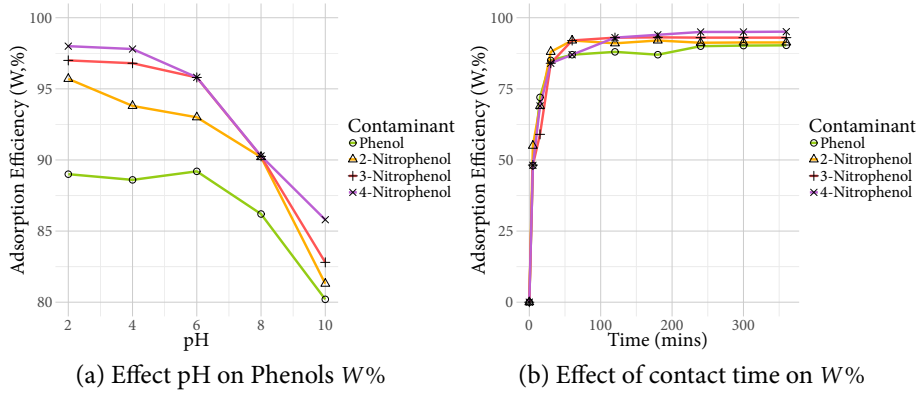 100
95
90
85
80
2 4 6 8 10
pH
Adsorption Efficiency (W,%)
Contaminant
Phenol
2-Nitrophenol
3-Nitrophenol
4-Nitrophenol
(a) Effect pH on Phenols W%
100
75
50
25
0
0 100 200 300
Time (mins)
Adsorption Efficiency (W,%)
Contaminant
Phenol
2-Nitrophenol
3-Nitrophenol
4-Nitrophenol
(b) Effect of contact time on W%